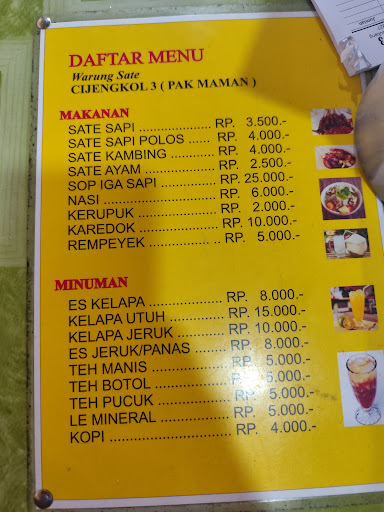 DAFTAR MENU
Warung Sate
CIJENGKOL 3 ( PAK MAMAN )
MAKANAN
SATE SAPI ...................... RP. 3.500.-
SATE SAPI POLOS ...... RP. 4.000.-
SATE KAMBING ............. RP. 4.000.-
SATE AYAM .................... RP. 2.500.-
SOP IGA SAPI ................ RP. 25.000.-
NASI ................................ RP. 6.000.-
KERUPUK ....................... RP. 2.000.-
KAREDOK ...................... RP. 10.000.-
REMPEYEK ................ .. RP. 5.000.-
MINUMAN
ES KELAPA ...................... RP. 8.000.-
KELAPA UTUH ................ RP. 15.000.-
KELAPA JERUK .............. RP. 10.000.-
ES JERUK/PANAS ......... RP. 8.000.-
TEH MANIS ...................... RP. 5.000.-
TEH BOTOL ..................... RP. 5.000.-
TEH PUCUK ..................... RP. 5.000.-
LE MINERAL .................... RP. 5.000.-
KOPI ................................. RP. 4.000.-